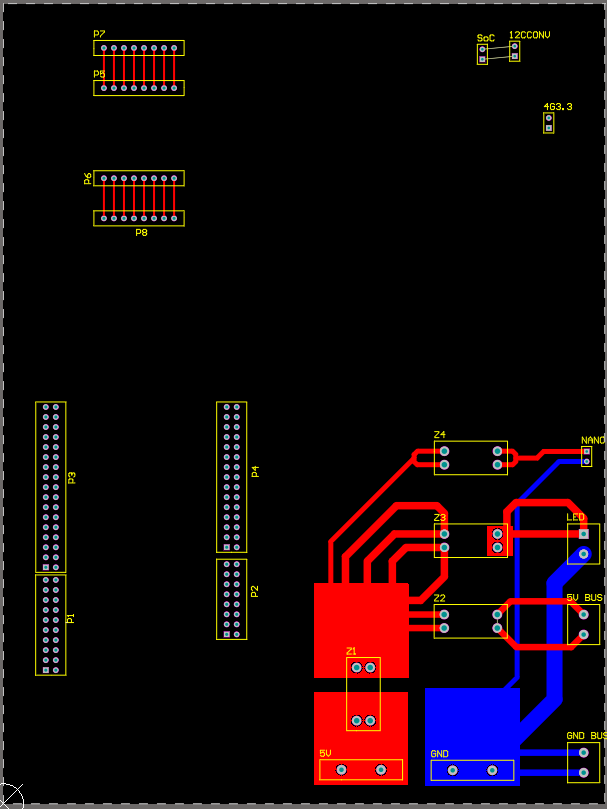 P7
SoC 12CCONV
P5
4G3.3
P6
P8
Z4
NANO
P3
P4
Z3
LED
P2
Z2
5V BUS
P1
Z1
GND BUS
5V
GND